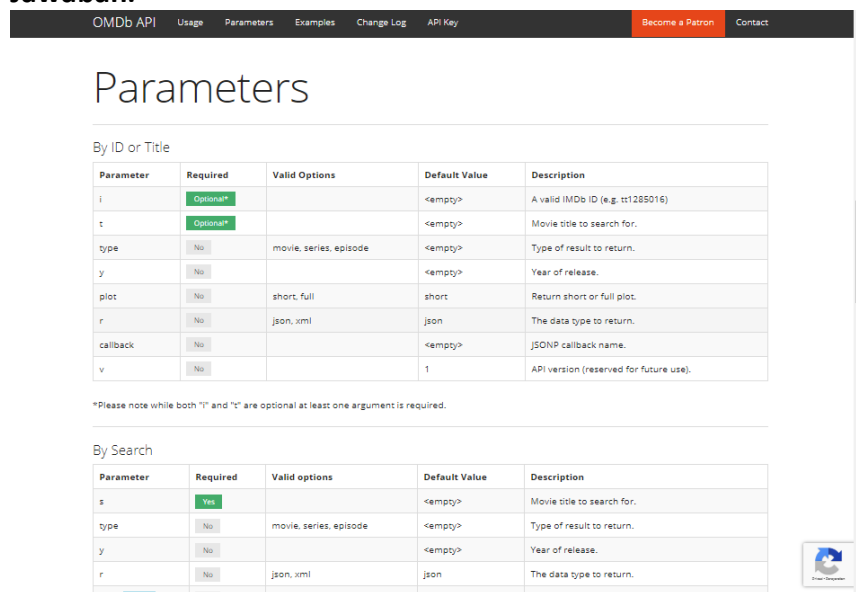 Jawaban:
OMDb API Usage Parameters Examples Change Log API Key Become a Patron Contact
Parameters
By ID or Title
Parameter Required Valid Options Default Value Description
i Optional* <empty> A valid IMDb ID (e.g. tt1285016)
t Optional* <empty> Movie title to search for.
type No movie, series, episode <empty> Type of result to return.
y No <empty> Year of release.
plot No short, full short Return short or full plot.
r No json, xml json The data type to return.
callback No <empty> JSONP callback name.
v No 1 API version (reserved for future use).
*Please note while both "i" and "t" are optional at least one argument is required.
By Search
Parameter Required Valid options Default Value Description
s Yes <empty> Movie title to search for.
type No movie, series, episode <empty> Type of result to return.
y No <empty> Year of release.
r No json, xml json The data type to return.